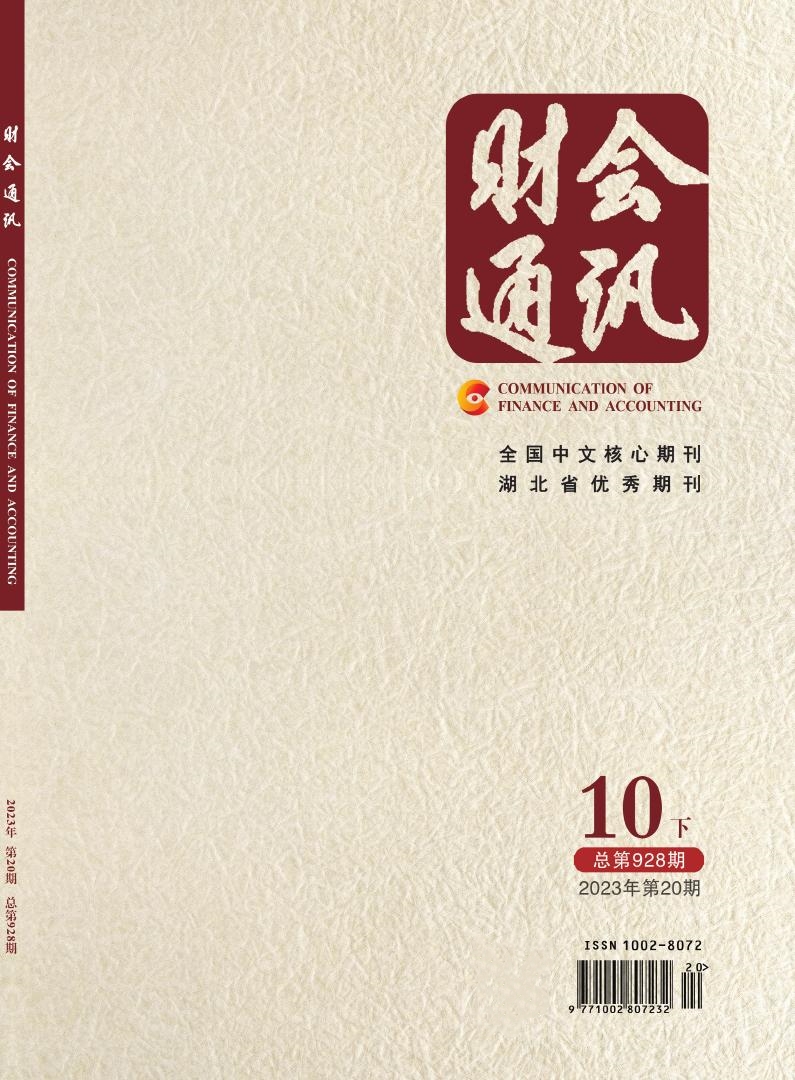 财会通讯
COMMUNICATION OF FINANCE AND ACCOUNTING
2023年 第20期 总第928期
财会
通讯
COMMUNICATION OF
FINANCE AND ACCOUNTING
全国中文核心期刊
湖北省优秀期刊
10下
总第928期
2023年第20期
ISSN 1002-8072
20>
9 771002 807232